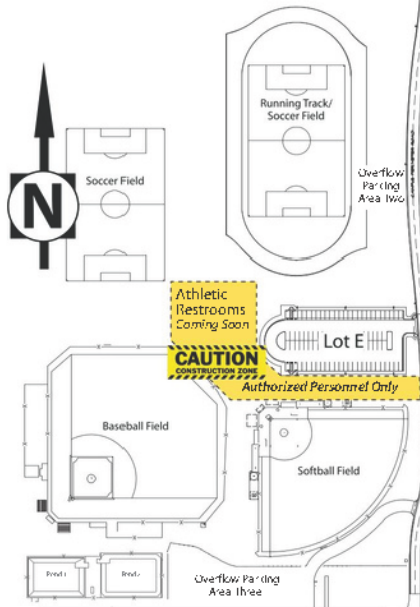 Running Track/
Soccer Field
Soccer Field
Overflow
Parking
Area Two
N
Athletic
Restrooms
Coming Soon
Lot E
CAUTION
CONSTRUCTION ZONE
Authorized Personnel Only
Baseball Field
Softball Field
Overflow Parking
Area Three